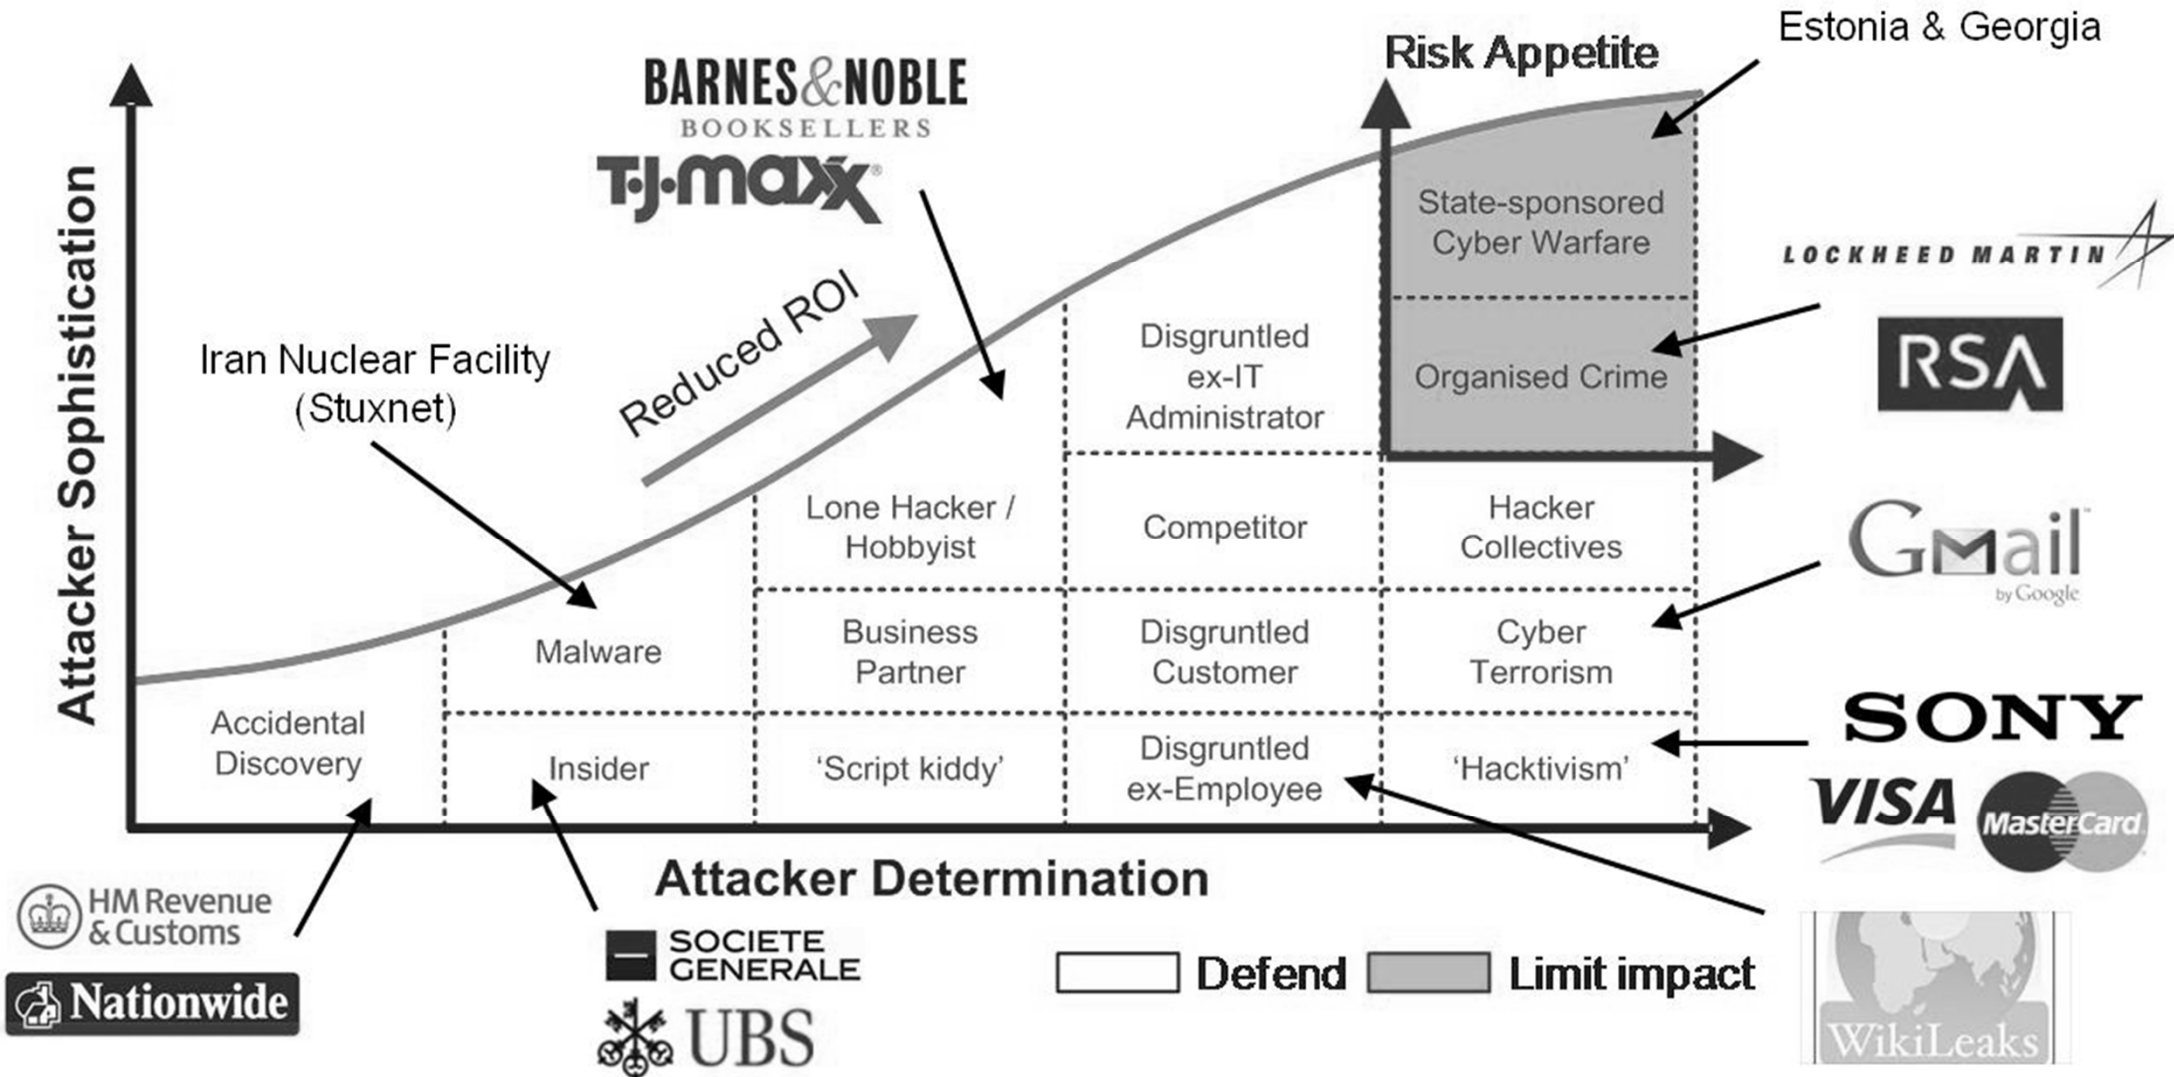 Estonia & Georgia
Risk Appetite
BARNES&NOBLE
BOOKSELLERS
T·J·maxx®
State-sponsored
Cyber Warfare
LOCKHEED MARTIN
Attacker Sophistication
Reduced ROI
Iran Nuclear Facility
(Stuxnet)
Disgruntled
ex-IT
Administrator
Organised Crime
RSA
Lone Hacker /
Hobbyist
Competitor
Hacker
Collectives
Gmail™
by Google
Malware
Business
Partner
Disgruntled
Customer
Cyber
Terrorism
Accidental
Discovery
Insider
‘Script kiddy’
Disgruntled
ex-Employee
‘Hacktivism’
SONY
VISA
MasterCard
Attacker Determination
HM Revenue
& Customs
Nationwide
SOCIETE
GENERALE
UBS
Defend
Limit impact
WikiLeaks